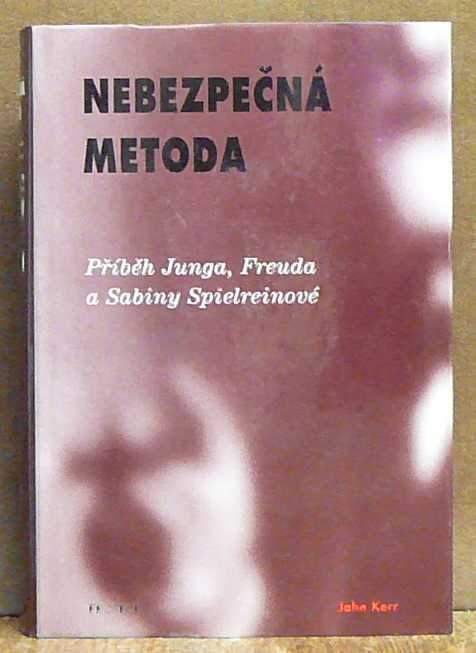 NEBEZPEČNÁ
METODA
Příběh Junga, Freuda
a Sabiny Spielreinové
John Kerr